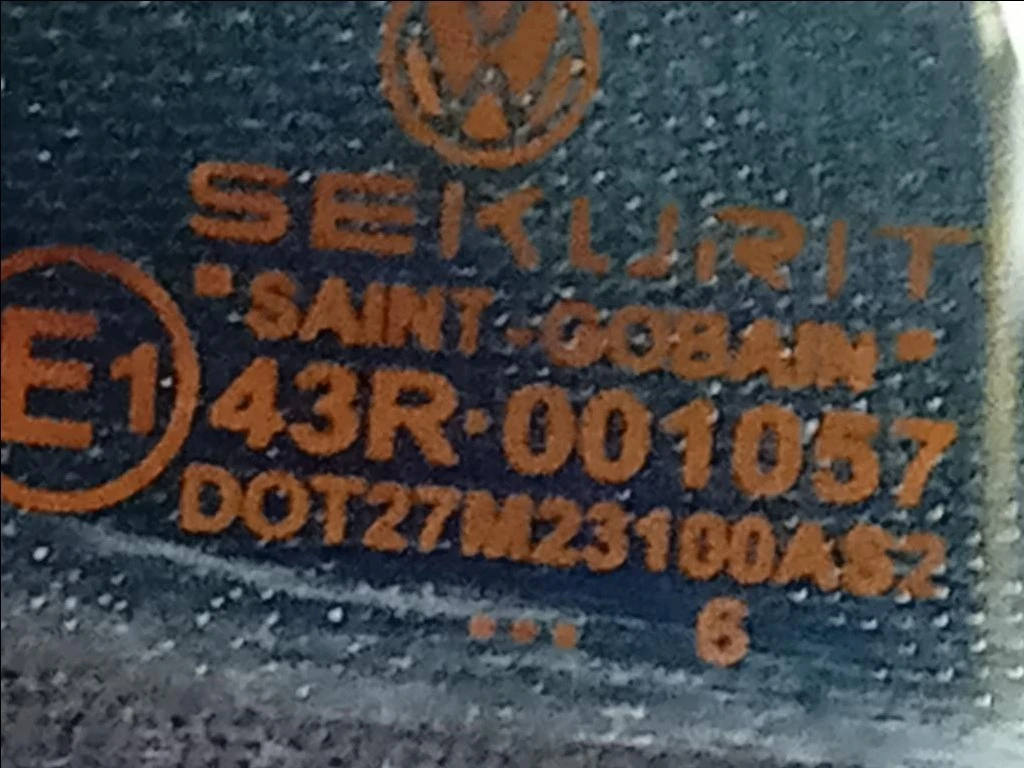 SEKURIT
SAINT-GOBAIN
E1
43R·001057
DOT27M23100AS2
... 6